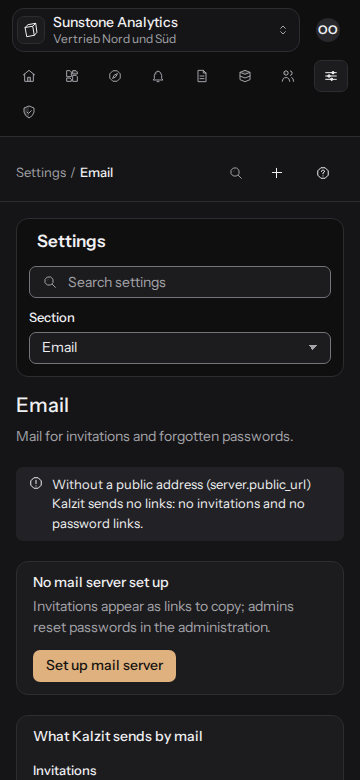 Sunstone Analytics
Vertrieb Nord und Süd
OO
Settings / Email
Settings
Search settings
Section
Email
Email
Mail for invitations and forgotten passwords.
Without a public address (server.public_url)
Kalzit sends no links: no invitations and no
password links.
No mail server set up
Invitations appear as links to copy; admins
reset passwords in the administration.
Set up mail server
What Kalzit sends by mail
Invitations